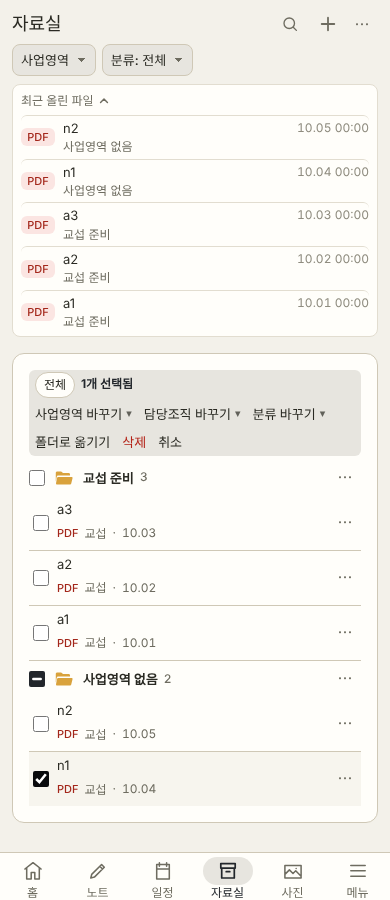 자료실
사업영역
분류: 전체
최근 올린 파일
PDF n2 10.05 00:00
사업영역 없음
PDF n1 10.04 00:00
사업영역 없음
PDF a3 10.03 00:00
교섭 준비
PDF a2 10.02 00:00
교섭 준비
PDF a1 10.01 00:00
교섭 준비
전체 1개 선택됨
사업영역 바꾸기 ▾ 담당조직 바꾸기 ▾ 분류 바꾸기 ▾
폴더로 옮기기 삭제 취소
교섭 준비 3
a3
PDF 교섭 · 10.03
a2
PDF 교섭 · 10.02
a1
PDF 교섭 · 10.01
사업영역 없음 2
n2
PDF 교섭 · 10.05
n1
PDF 교섭 · 10.04
홈 노트 일정 자료실 사진 메뉴